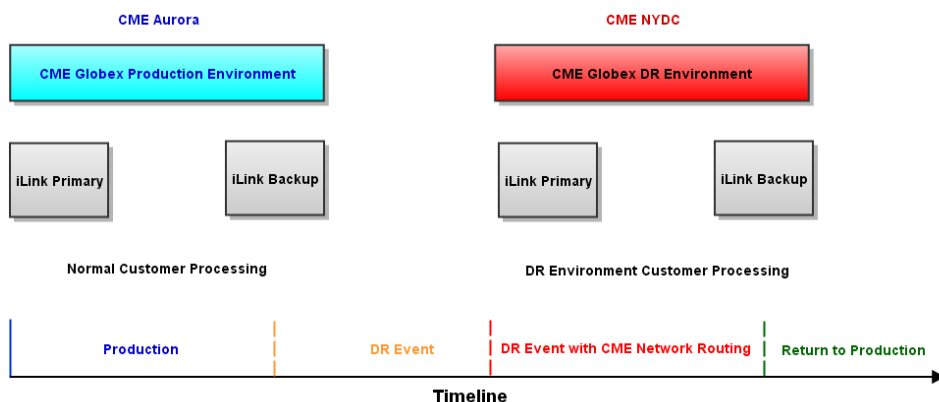 CME Aurora
CME NYDC
CME Globex Production Environment
CME Globex DR Environment
iLink Primary
iLink Backup
iLink Primary
iLink Backup
Normal Customer Processing
DR Environment Customer Processing
Production
DR Event
DR Event with CME Network Routing
Return to Production
Timeline